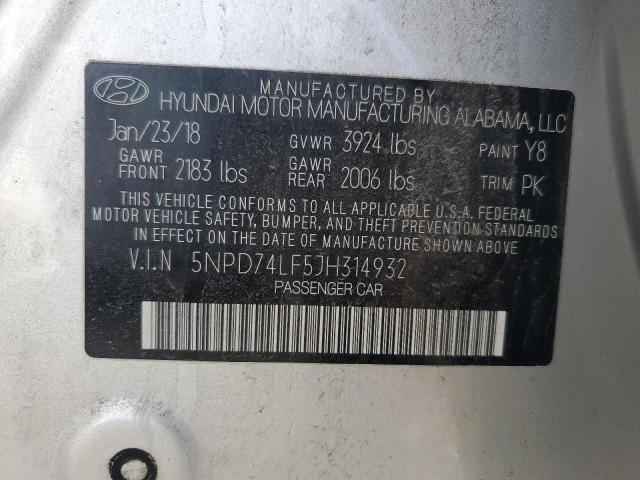 MANUFACTURED BY
HYUNDAI MOTOR MANUFACTURING ALABAMA, LLC
Jan/23/18 GVWR 3924 lbs PAINT Y8
GAWR FRONT 2183 lbs GAWR REAR 2006 lbs TRIM PK
THIS VEHICLE CONFORMS TO ALL APPLICABLE U.S.A. FEDERAL
MOTOR VEHICLE SAFETY, BUMPER, AND THEFT PREVENTION STANDARDS
IN EFFECT ON THE DATE OF MANUFACTURE SHOWN ABOVE.
V.I.N 5NPD74LF5JH314932
PASSENGER CAR